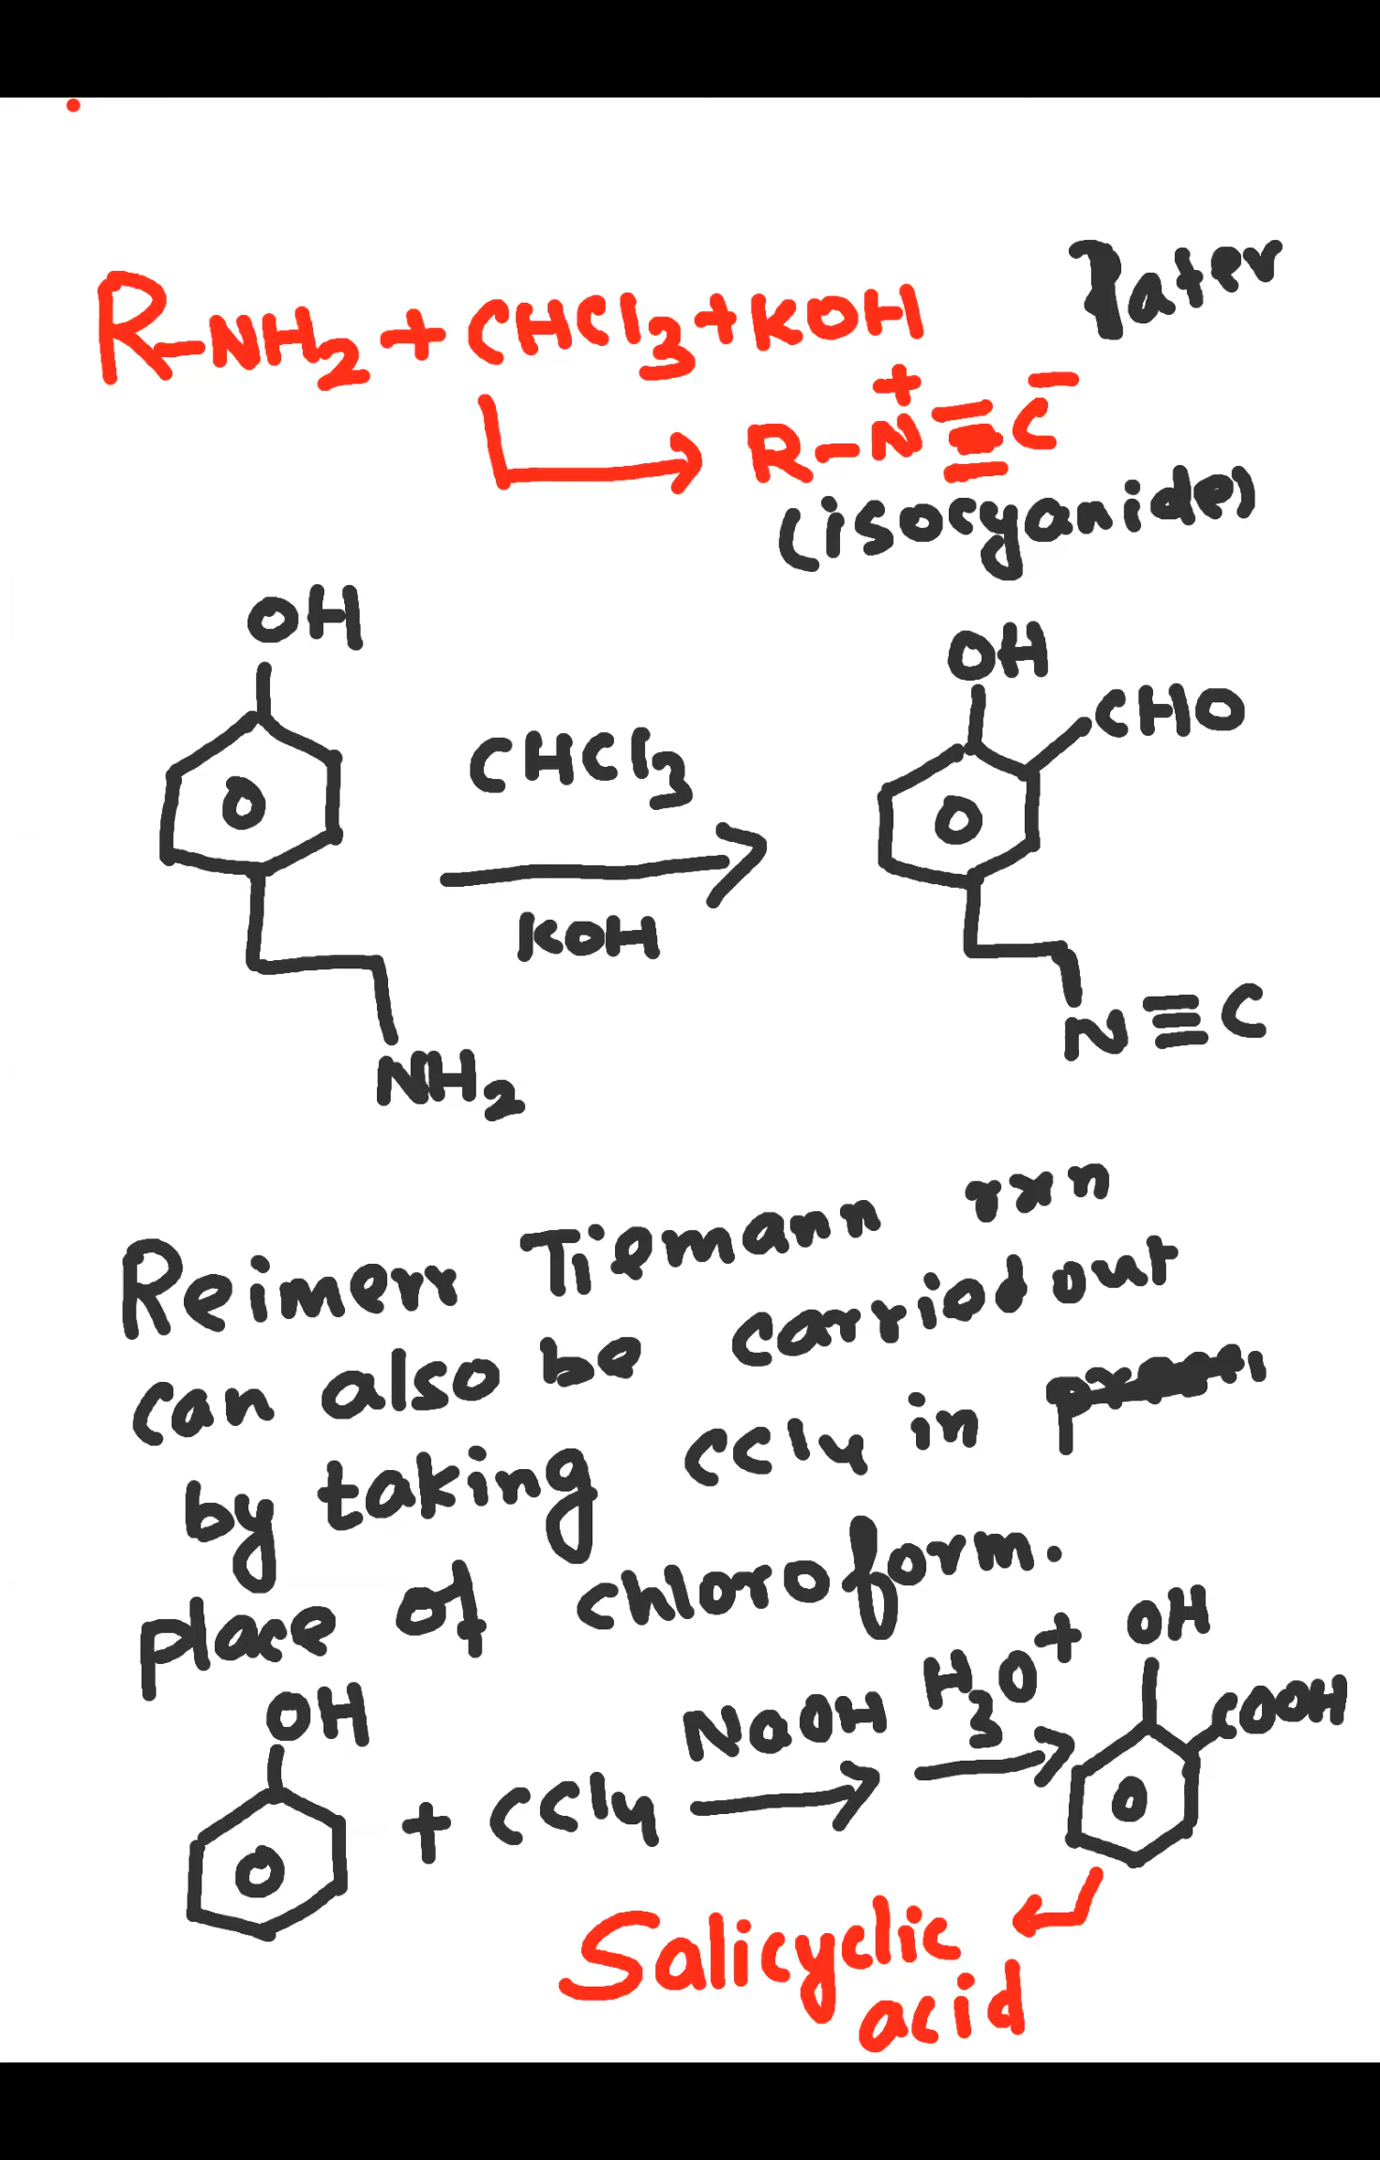 R-NH2 + CHCl3 + KOH later
R-N+≡C-
(isocyanide)
OH
OH
CHO
CHCl3
KOH
N≡C
NH2
Reimerr Tiemann rxn
can also be carried out
by taking CCl4 in
place of chloroform.
OH
+ CCl4 NaOH H3O+ OH
COOH
Salicyclic
acid